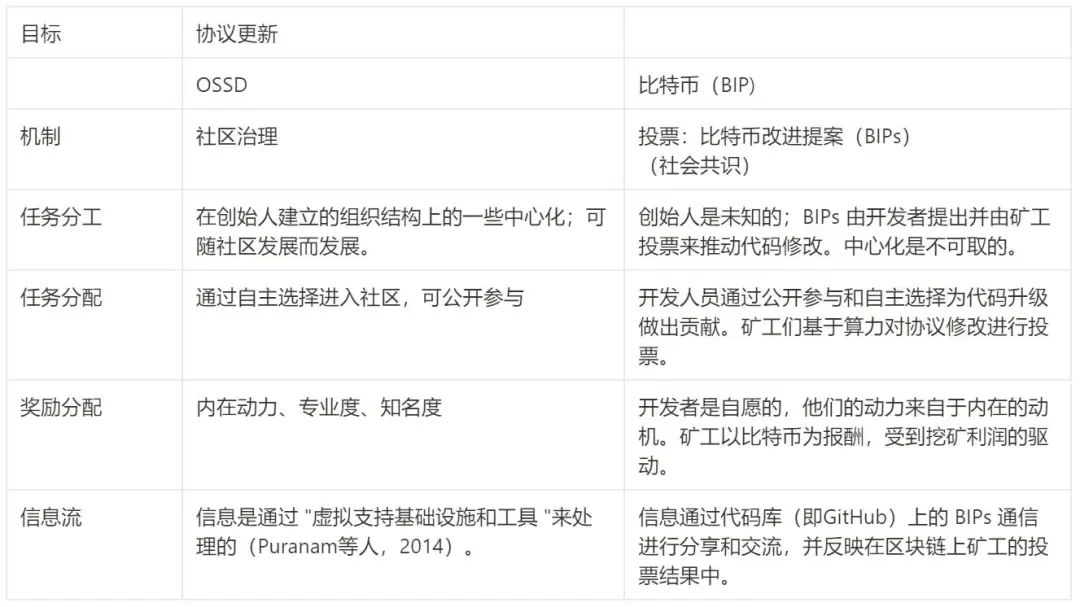 目标
协议更新
OSSD
比特币（BIP)
机制
社区治理
投票：比特币改进提案（BIPs）
（社会共识）
任务分工
在创始人建立的组织结构上的一些中心化；可
随社区发展而发展。
创始人是未知的；BIPs 由开发者提出并由矿工
投票来推动代码修改。中心化是不可取的。
任务分配
通过自主选择进入社区，可公开参与
开发人员通过公开参与和自主选择为代码升级
做出贡献。矿工们基于算力对协议修改进行投
票。
奖励分配
内在动力、专业度、知名度
开发者是自愿的，他们的动力来自于内在的动
机。矿工以比特币为报酬，受到挖矿利润的驱
动。
信息流
信息是通过 "虚拟支持基础设施和工具 "来处
理的（Puranam等人，2014）。
信息通过代码库（即GitHub）上的 BIPs 通信
进行分享和交流，并反映在区块链上矿工的投
票结果中。